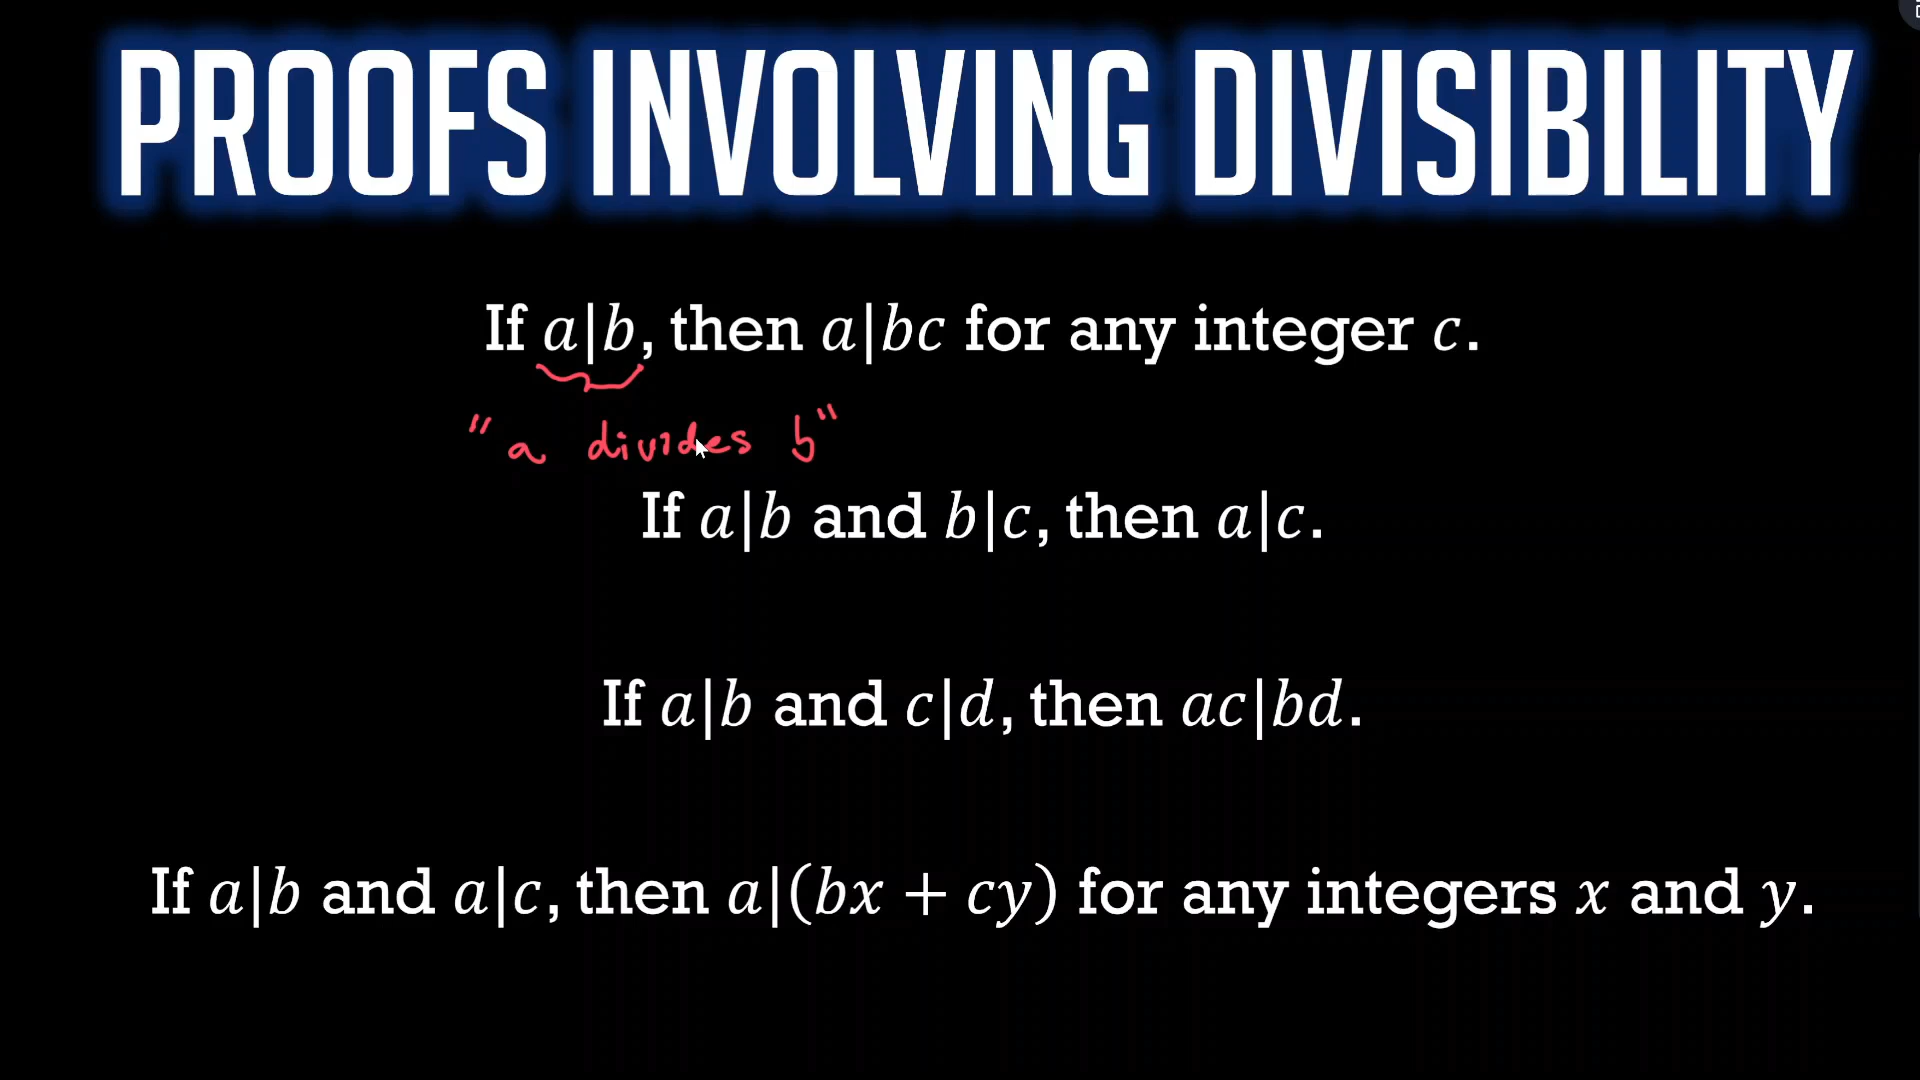 PROOFS INVOLVING DIVISIBILITY
If a|b, then a|bc for any integer c.
"a divides b"
If a|b and b|c, then a|c.
If a|b and c|d, then ac|bd.
If a|b and a|c, then a|(bx + cy) for any integers x and y.